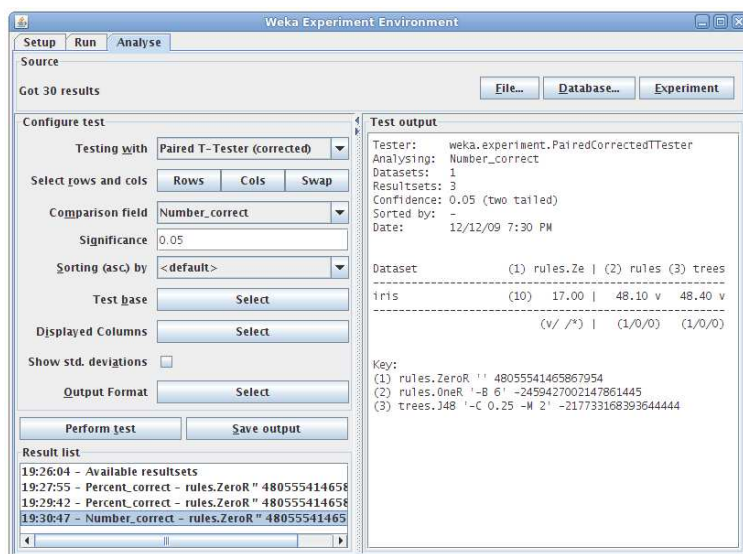 Weka Experiment Environment
Setup Run Analyse
Source
Got 30 results
File... Database... Experiment
Configure test
Testing with Paired T-Tester (corrected)
Select rows and cols Rows Cols Swap
Comparison field Number_correct
Significance 0.05
Sorting (asc.) by <default>
Test base Select
Displayed Columns Select
Show std. deviations
Output Format Select
Perform test Save output
Result list
19:26:04 - Available resultsets
19:27:55 - Percent_correct - rules.ZeroR '' 480555414658
19:29:42 - Percent_correct - rules.ZeroR '' 480555414658
19:30:47 - Number_correct - rules.ZeroR '' 48055541465
Test output
Tester: weka.experiment.PairedCorrectedTTester
Analysing: Number_correct
Datasets: 1
Resultsets: 3
Confidence: 0.05 (two tailed)
Sorted by: -
Date: 12/12/09 7:30 PM
Dataset (1) rules.Ze | (2) rules (3) trees
--------------------------------------------------------------
iris (10) 17.00 | 48.10 v 48.40 v
--------------------------------------------------------------
(v/ /*) | (1/0/0) (1/0/0)
Key:
(1) rules.ZeroR '' 48055541465867954
(2) rules.OneR '-B 6' -2459427002147861445
(3) trees.J48 '-C 0.25 -M 2' -217733168393644444